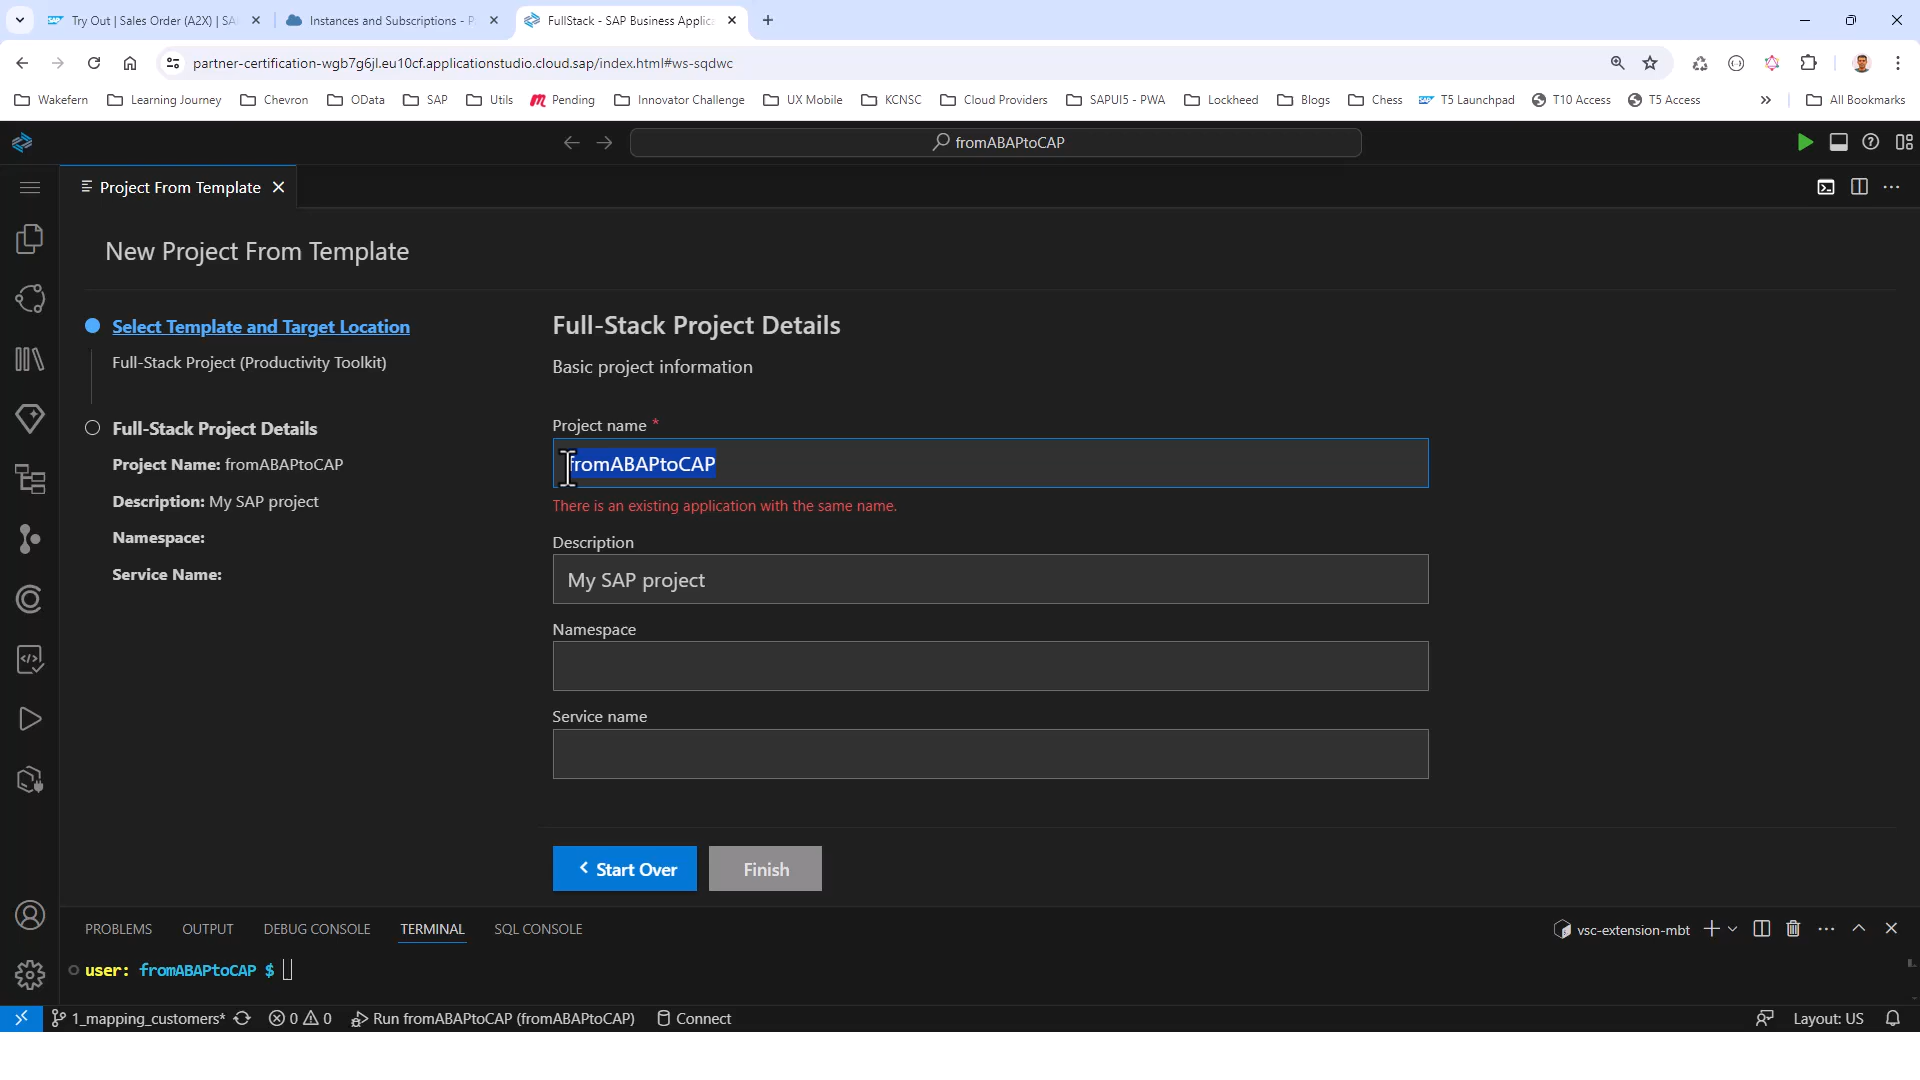 Try Out | Sales Order (A2X) | SA
Instances and Subscriptions - P
FullStack - SAP Business Applic
partner-certification-wgb7g6jl.eu10cf.applicationstudio.cloud.sap/index.html#ws-sqdwc
Wakefern
Learning Journey
Chevron
OData
SAP
Utils
Pending
Innovator Challenge
UX Mobile
KCNSC
Cloud Providers
SAPUI5 - PWA
Lockheed
Blogs
Chess
T5 Launchpad
T10 Access
T5 Access
All Bookmarks
fromABAPtoCAP
Project From Template
New Project From Template
Select Template and Target Location
Full-Stack Project (Productivity Toolkit)
Full-Stack Project Details
Project Name: fromABAPtoCAP
Description: My SAP project
Namespace:
Service Name:
Full-Stack Project Details
Basic project information
Project name *
fromABAPtoCAP
There is an existing application with the same name.
Description
My SAP project
Namespace
Service name
Start Over
Finish
PROBLEMS
OUTPUT
DEBUG CONSOLE
TERMINAL
SQL CONSOLE
vsc-extension-mbt
user: fromABAPtoCAP $
1_mapping_customers*
0
0
Run fromABAPtoCAP (fromABAPtoCAP)
Connect
Layout: US